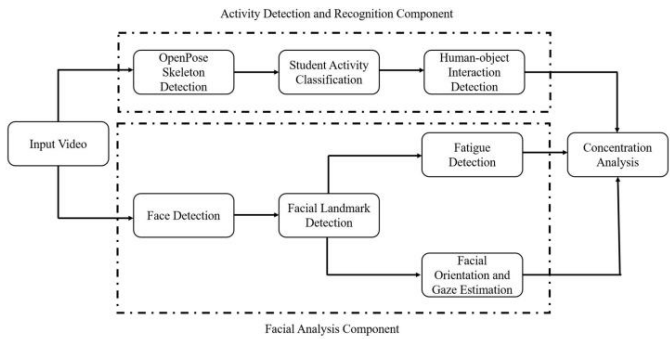 Activity Detection and Recognition Component
OpenPose
Skeleton
Detection
Student Activity
Classification
Human-object
Interaction
Detection
Input Video
Fatigue
Detection
Concentration
Analysis
Face Detection
Facial Landmark
Detection
Facial
Orientation and
Gaze Estimation
Facial Analysis Component